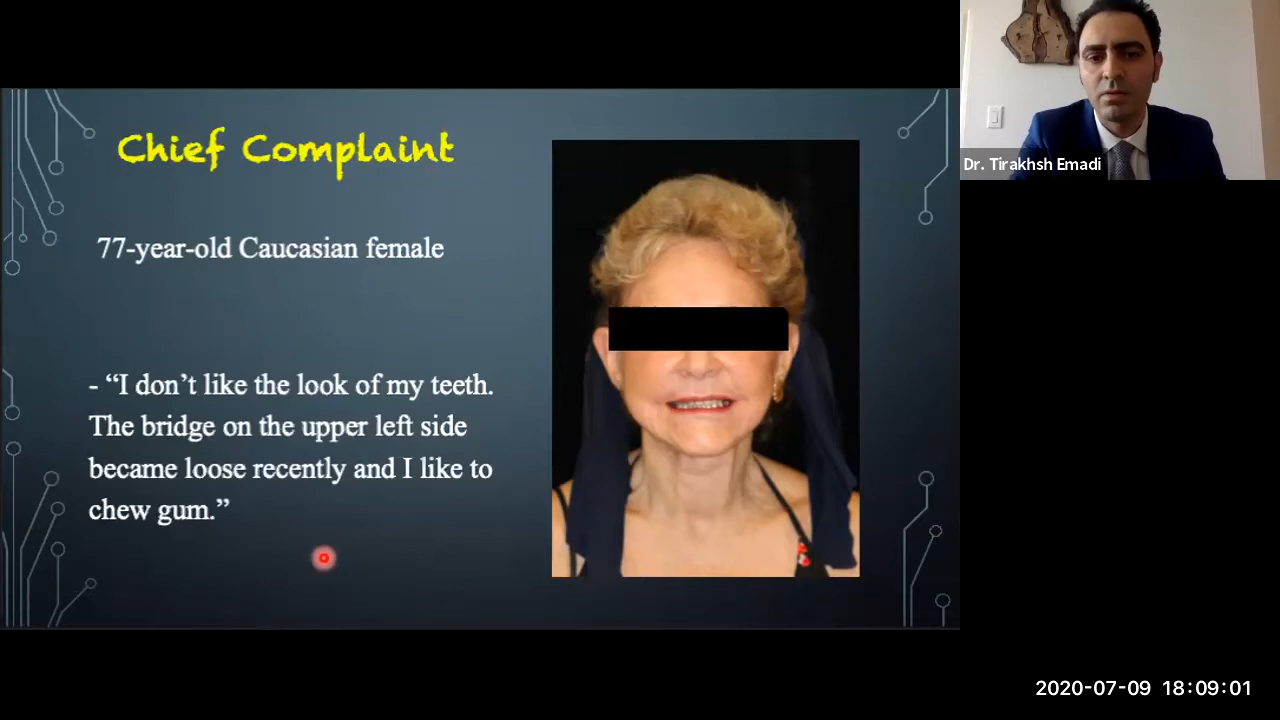 Chief Complaint
77-year-old Caucasian female
- “I don’t like the look of my teeth.
The bridge on the upper left side
became loose recently and I like to
chew gum.”
Dr. Tirakhsh Emadi
2020-07-09 18:09:01